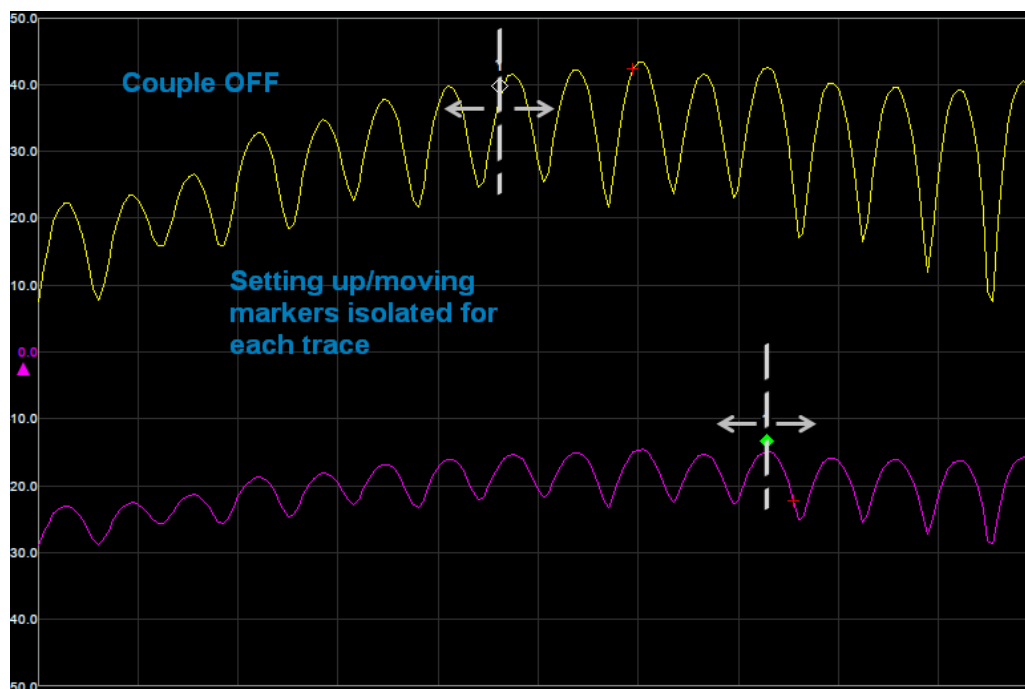 50.0
Couple OFF
40.0
30.0
20.0
Setting up/moving
markers isolated for
each trace
10.0
0.0
10.0
20.0
30.0
40.0
50.0